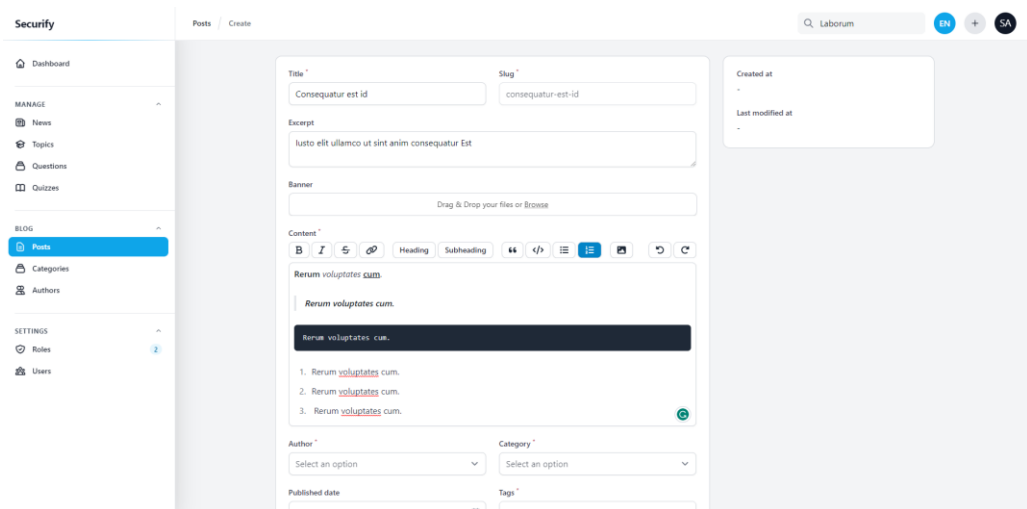 Securify
Posts / Create
Laborum
EN
+
SA
Dashboard
MANAGE
News
Topics
Questions
Quizzes
BLOG
Posts
Categories
Authors
SETTINGS
Roles 2
Users
Title * Slug *
Consequatur est id consequatur-est-id
Excerpt
Iusto elit ullamco ut sint anim consequatur Est
Banner
Drag & Drop your files or Browse
Content *
B I S Heading Subheading
Rerum voluptates cum.
Rerum voluptates cum.
Rerum voluptates cum.
1. Rerum voluptates cum.
2. Rerum voluptates cum.
3. Rerum voluptates cum.
Author * Category *
Select an option Select an option
Published date Tags *
Created at
-
Last modified at
-